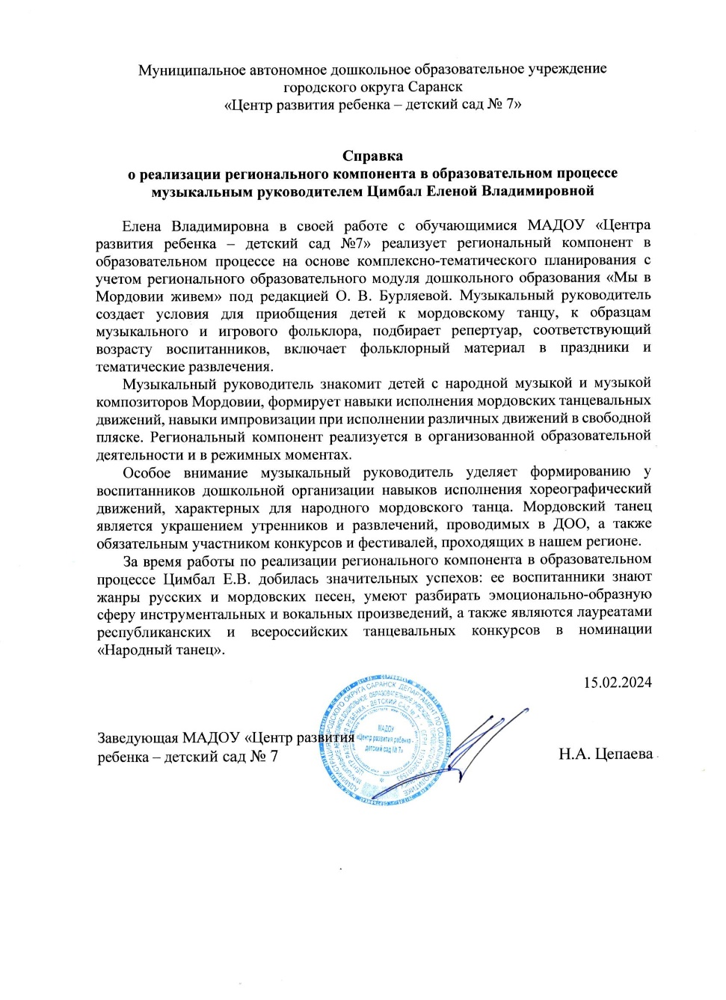 Муниципальное автономное дошкольное образовательное учреждение
городского округа Саранск
«Центр развития ребенка – детский сад № 7»
Справка
о реализации регионального компонента в образовательном процессе
музыкальным руководителем Цимбал Еленой Владимировной
Елена Владимировна в своей работе с обучающимися МАДОУ «Центра
развития ребенка – детский сад №7» реализует региональный компонент в
образовательном процессе на основе комплексно-тематического планирования с
учетом регионального образовательного модуля дошкольного образования «Мы в
Мордовии живем» под редакцией О. В. Бурляевой. Музыкальный руководитель
создает условия для приобщения детей к мордовскому танцу, к образцам
музыкального и игрового фольклора, подбирает репертуар, соответствующий
возрасту воспитанников, включает фольклорный материал в праздники и
тематические развлечения.
Музыкальный руководитель знакомит детей с народной музыкой и музыкой
композиторов Мордовии, формирует навыки исполнения мордовских танцевальных
движений, навыки импровизации при исполнении различных движений в свободной
пляске. Региональный компонент реализуется в организованной образовательной
деятельности и в режимных моментах.
Особое внимание музыкальный руководитель уделяет формированию у
воспитанников дошкольной организации навыков исполнения хореографический
движений, характерных для народного мордовского танца. Мордовский танец
является украшением утренников и развлечений, проводимых в ДОО, а также
обязательным участником конкурсов и фестивалей, проходящих в нашем регионе.
За время работы по реализации регионального компонента в образовательном
процессе Цимбал Е.В. добилась значительных успехов: ее воспитанники знают
жанры русских и мордовских песен, умеют разбирать эмоционально-образную
сферу инструментальных и вокальных произведений, а также являются лауреатами
республиканских и всероссийских танцевальных конкурсов в номинации
«Народный танец».
15.02.2024
Заведующая МАДОУ «Центр развития
ребенка – детский сад № 7
Н.А. Цепаева
МАДОУ
«Центр развития ребенка -
детский сад № 7»